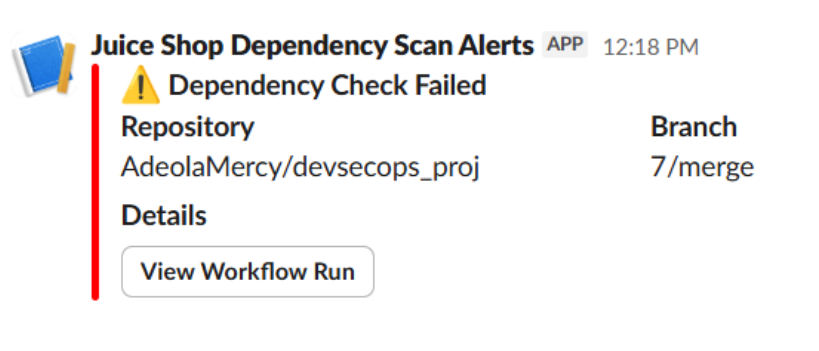 Juice Shop Dependency Scan Alerts APP 12:18 PM
Dependency Check Failed
Repository Branch
AdeolaMercy/devsecops_proj 7/merge
Details
View Workflow Run